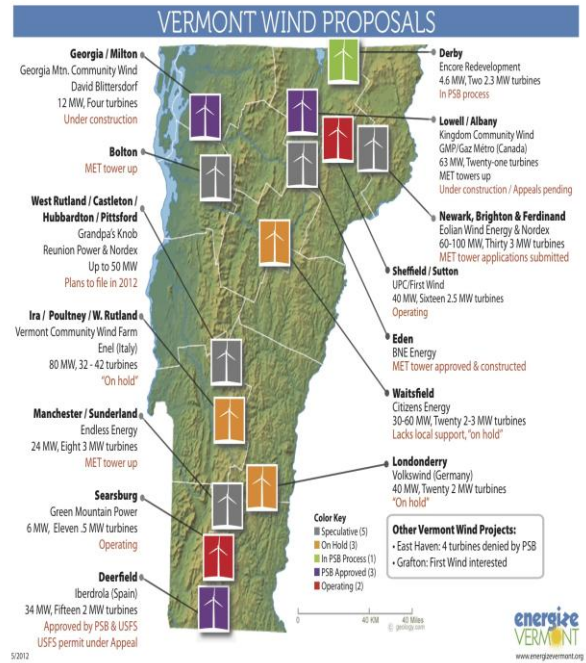 VERMONT WIND PROPOSALS
Georgia / Milton
Georgia Mtn. Community Wind
David Blittersdorf
12 MW, Four turbines
Under construction
Bolton
MET tower up
West Rutland / Castleton /
Hubbardton / Pittsford
Grandpa's Knob
Reunion Power & Nordex
Up to 50 MW
Plans to file in 2012
Ira / Poultney / W. Rutland
Vermont Community Wind Farm
Enel (Italy)
80 MW, 32 - 42 turbines
"On hold"
Manchester / Sunderland
Endless Energy
24 MW, Eight 3 MW turbines
MET tower up
Searsburg
Green Mountain Power
6 MW, Eleven .5 MW turbines
Operating
Deerfield
Iberdrola (Spain)
34 MW, Fifteen 2 MW turbines
Approved by PSB & USFS
USFS permit under Appeal
5/2012
Derby
Encore Redevelopment
4.6 MW, Two 2.3 MW turbines
In PSB process
Lowell / Albany
Kingdom Community Wind
GMP/Gaz Métro (Canada)
63 MW, Twenty-one turbines
MET towers up
Under construction / Appeals pending
Newark, Brighton & Ferdinand
Eolian Wind Energy & Nordex
60-100 MW, Thirty 3 MW turbines
MET tower applications submitted
Sheffield / Sutton
UPC/First Wind
40 MW, Sixteen 2.5 MW turbines
Operating
Eden
BNE Energy
MET tower approved & constructed
Waitsfield
Citizens Energy
30-60 MW, Twenty 2-3 MW turbines
Lacks local support, "on hold"
Londonderry
Volkswind (Germany)
40 MW, Twenty 2 MW turbines
"On hold"
Color Key
Speculative (5)
On Hold (3)
In PSB Process (1)
PSB Approved (3)
Operating (2)
Other Vermont Wind Projects:
• East Haven: 4 turbines denied by PSB
• Grafton: First Wind interested
0 40 KM 40 Miles
© geology.com
energize
VERMONT
www.energizevermont.org